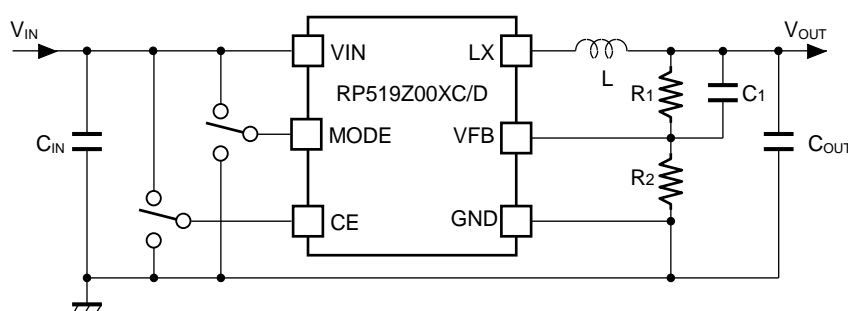 VIN
VOUT
VIN
LX
L
RP519Z00XC/D
R1
C1
CIN
MODE
VFB
COUT
R2
CE
GND